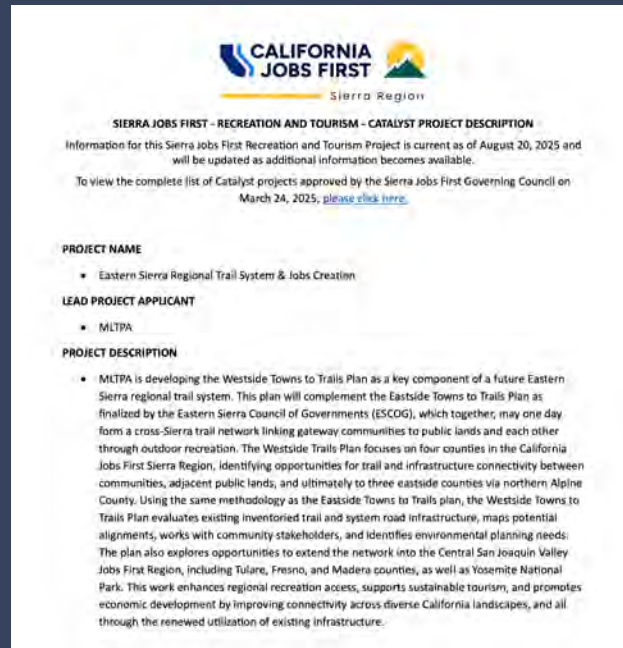 CALIFORNIA
JOBS FIRST
Sierra Region
SIERRA JOBS FIRST - RECREATION AND TOURISM - CATALYST PROJECT DESCRIPTION
Information for this Sierra Jobs First Recreation and Tourism Project is current as of August 20, 2025 and
will be updated as additional information becomes available.
To view the complete list of Catalyst projects approved by the Sierra Jobs First Governing Council on
March 24, 2025, please click here.
PROJECT NAME
• Eastern Sierra Regional Trail System & Jobs Creation
LEAD PROJECT APPLICANT
• MLTPA
PROJECT DESCRIPTION
• MLTPA is developing the Westside Towns to Trails Plan as a key component of a future Eastern
Sierra regional trail system. This plan will complement the Eastside Towns to Trails Plan as
finalized by the Eastern Sierra Council of Governments (ESCOG), which together, may one day
form a cross-Sierra trail network linking gateway communities to public lands and each other
through outdoor recreation. The Westside Trails Plan focuses on four counties in the California
Jobs First Sierra Region, identifying opportunities for trail and infrastructure connectivity between
communities, adjacent public lands, and ultimately to three eastside counties via northern Alpine
County. Using the same methodology as the Eastside Towns to Trails plan, the Westside Towns to
Trails Plan evaluates existing inventoried trail and system road infrastructure, maps potential
alignments, works with community stakeholders, and identifies environmental planning needs.
The plan also explores opportunities to extend the network into the Central San Joaquin Valley
Jobs First Region, including Tulare, Fresno, and Madera counties, as well as Yosemite National
Park. This work enhances regional recreation access, supports sustainable tourism, and promotes
economic development by improving connectivity across diverse California landscapes, and all
through the renewed utilization of existing infrastructure.